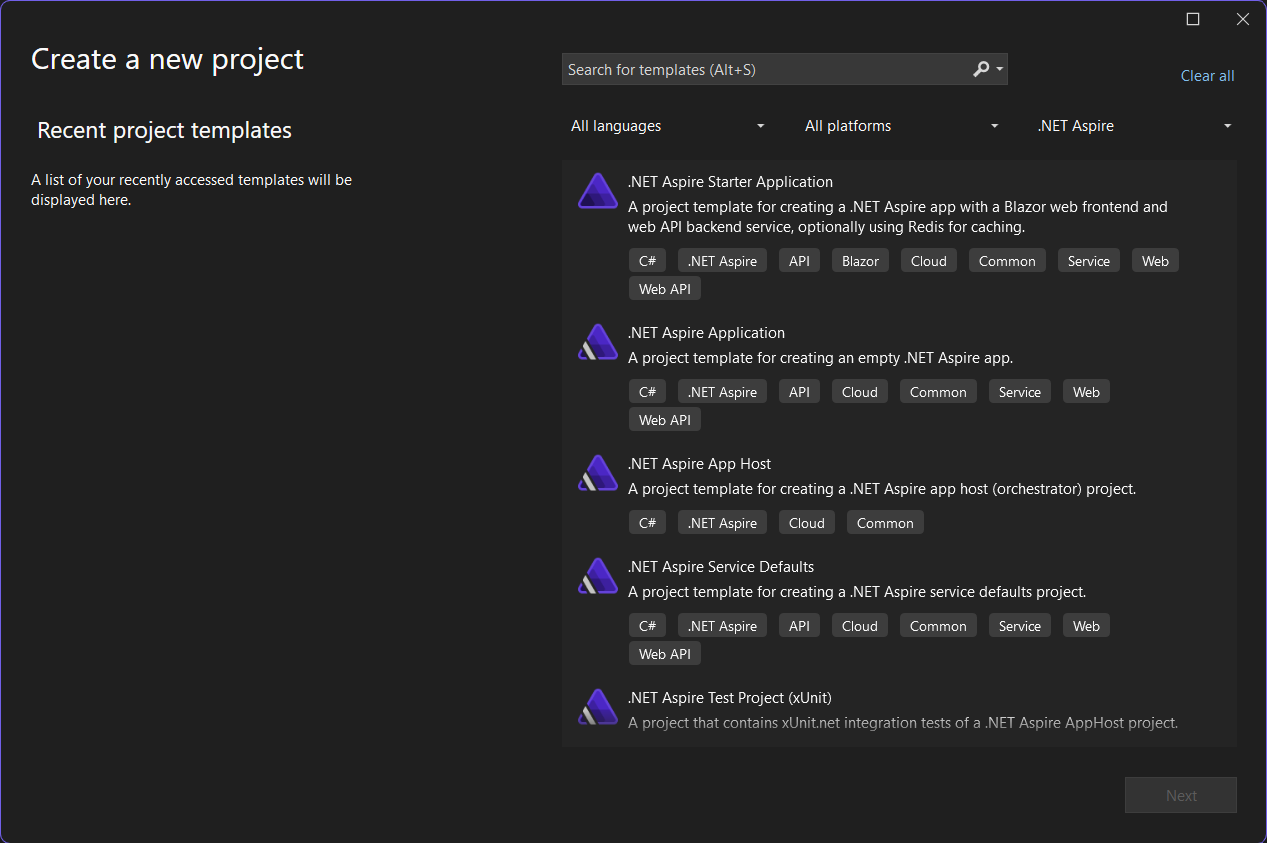 Create a new project
Search for templates (Alt+S)
Clear all
Recent project templates
A list of your recently accessed templates will be
displayed here.
All languages
All platforms
.NET Aspire
.NET Aspire Starter Application
A project template for creating a .NET Aspire app with a Blazor web frontend and
web API backend service, optionally using Redis for caching.
C# .NET Aspire API Blazor Cloud Common Service Web
Web API
.NET Aspire Application
A project template for creating an empty .NET Aspire app.
C# .NET Aspire API Cloud Common Service Web
Web API
.NET Aspire App Host
A project template for creating a .NET Aspire app host (orchestrator) project.
C# .NET Aspire Cloud Common
.NET Aspire Service Defaults
A project template for creating a .NET Aspire service defaults project.
C# .NET Aspire API Cloud Common Service Web
Web API
.NET Aspire Test Project (xUnit)
A project that contains xUnit.net integration tests of a .NET Aspire AppHost project.
Next